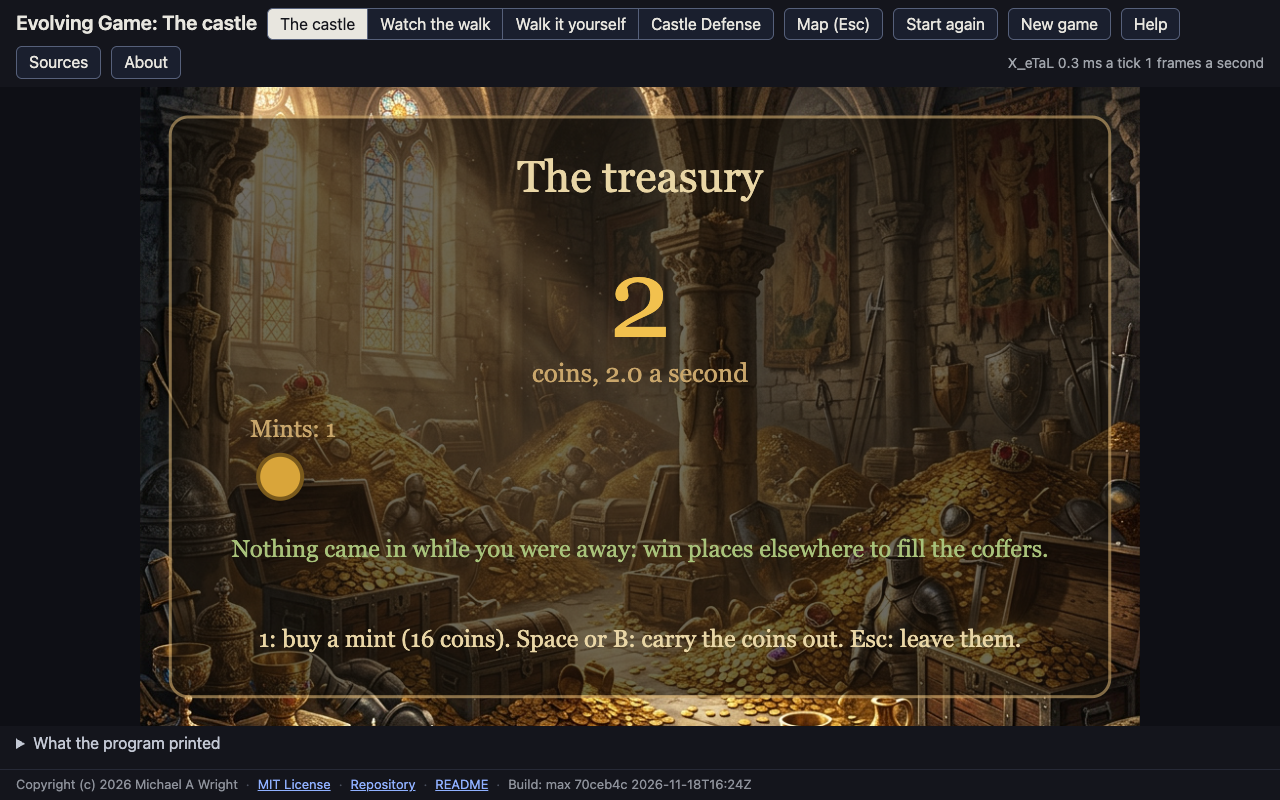 Evolving Game: The castle
The castle
Watch the walk
Walk it yourself
Castle Defense
Map (Esc)
Start again
New game
Help
Sources
About
X_eTaL 0.3 ms a tick 1 frames a second
The treasury
2
coins, 2.0 a second
Mints: 1
Nothing came in while you were away: win places elsewhere to fill the coffers.
1: buy a mint (16 coins). Space or B: carry the coins out. Esc: leave them.
What the program printed
Copyright (c) 2026 Michael A Wright · MIT License · Repository · README · Build: max 70ceb4c 2026-11-18T16:24Z